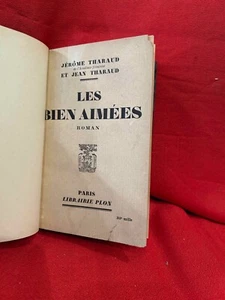 JÉRÔME THARAUD
ET JEAN THARAUD
LES
BIEN AIMÉES
ROMAN
PARIS
LIBRAIRIE PLON